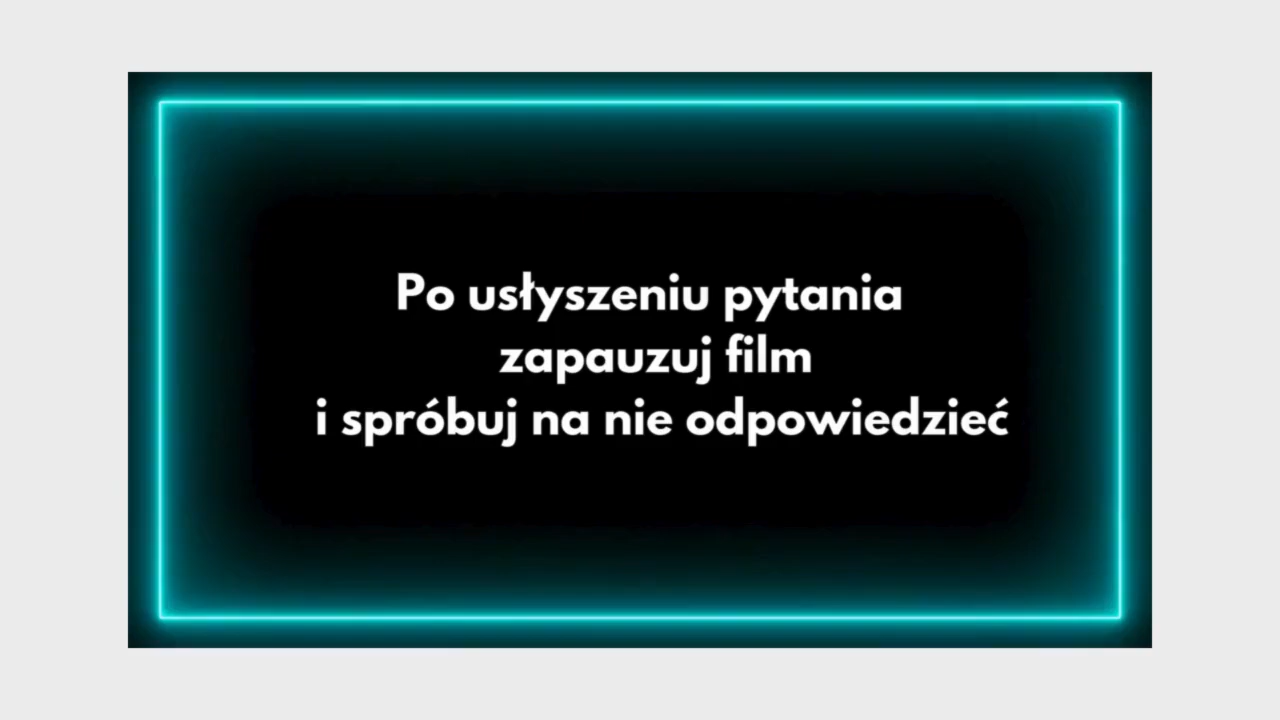 Po usłyszeniu pytania
zapauzuj film
i spróbuj na nie odpowiedzieć